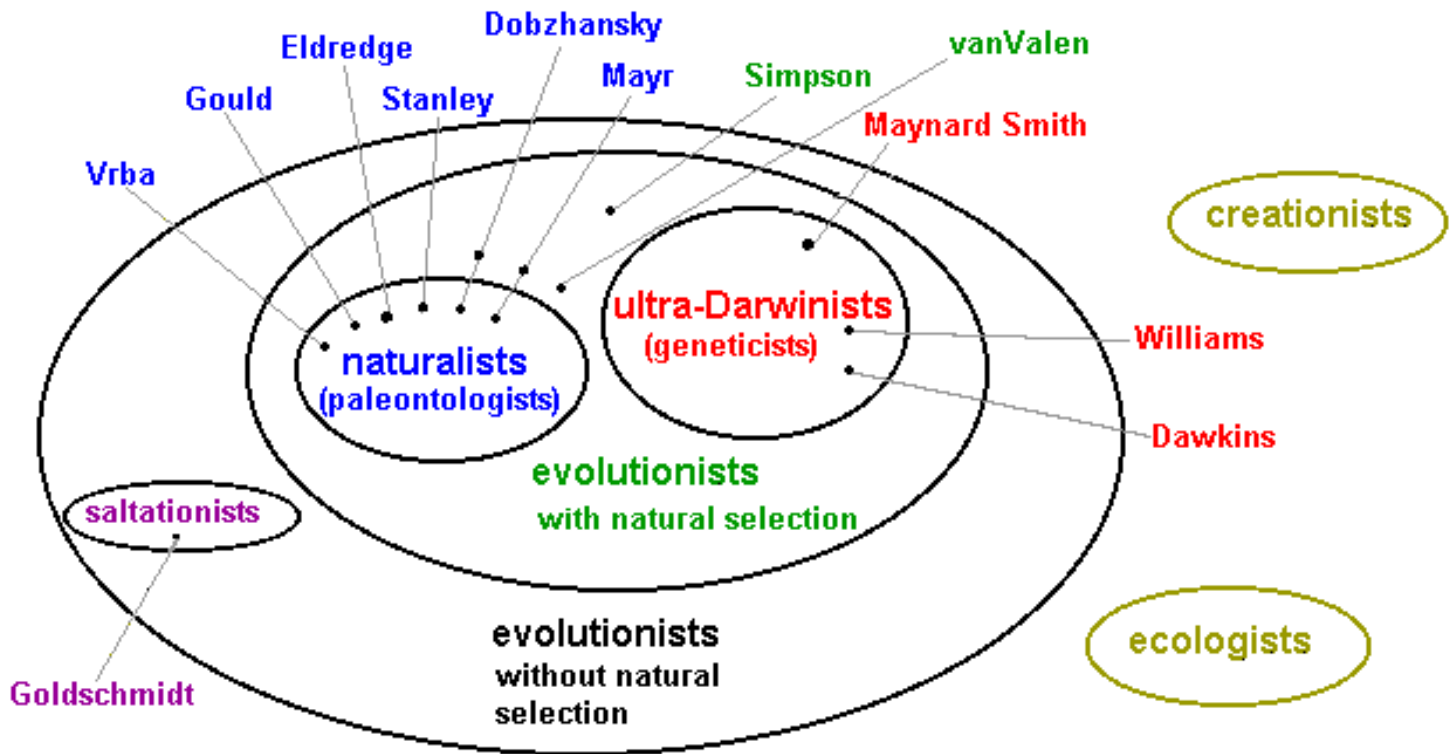 Dobzhansky
vanValen
Eldredge
Mayr
Simpson
Gould
Stanley
Maynard Smith
Vrba
creationists
ultra-Darwinists
(geneticists)
Williams
naturalists
(paleontologists)
Dawkins
evolutionists
with natural selection
saltationists
evolutionists
without natural
selection
ecologists
Goldschmidt